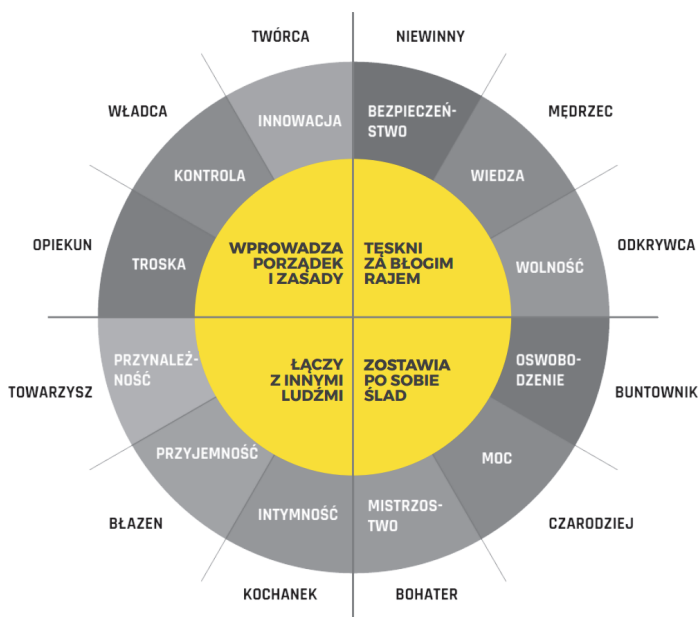 TWÓRCA
NIEWINNY
WŁADCA
MĘDRZEC
OPIEKUN
ODKRYWCA
TOWARZYSZ
BUNTOWNIK
BŁAZEN
CZARODZIEJ
KOCHANEK
BOHATER
INNOWACJA
BEZPIECZEŃ-
STWO
KONTROLA
WIEDZA
TROSKA
WOLNOŚĆ
PRZYNALEŻ-
NOŚĆ
OSWOBO-
DZENIE
PRZYJEMNOŚĆ
MOC
INTYMNOŚĆ
MISTRZOS-
TWO
WPROWADZA
PORZĄDEK
I ZASADY
TĘSKNI
ZA BŁOGIM
RAJEM
ŁĄCZY
Z INNYMI
LUDŹMI
ZOSTAWIA
PO SOBIE
ŚLAD